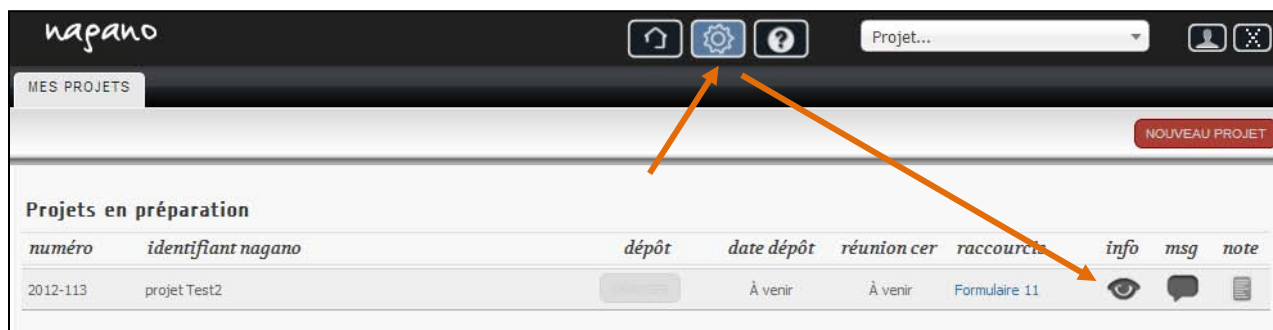 nagano
Projet...
MES PROJETS
NOUVEAU PROJET
Projets en préparation
numéro identifiant nagano dépôt date dépôt réunion cer raccourcis info msg note
2012-113 projet Test2 À venir À venir Formulaire 11